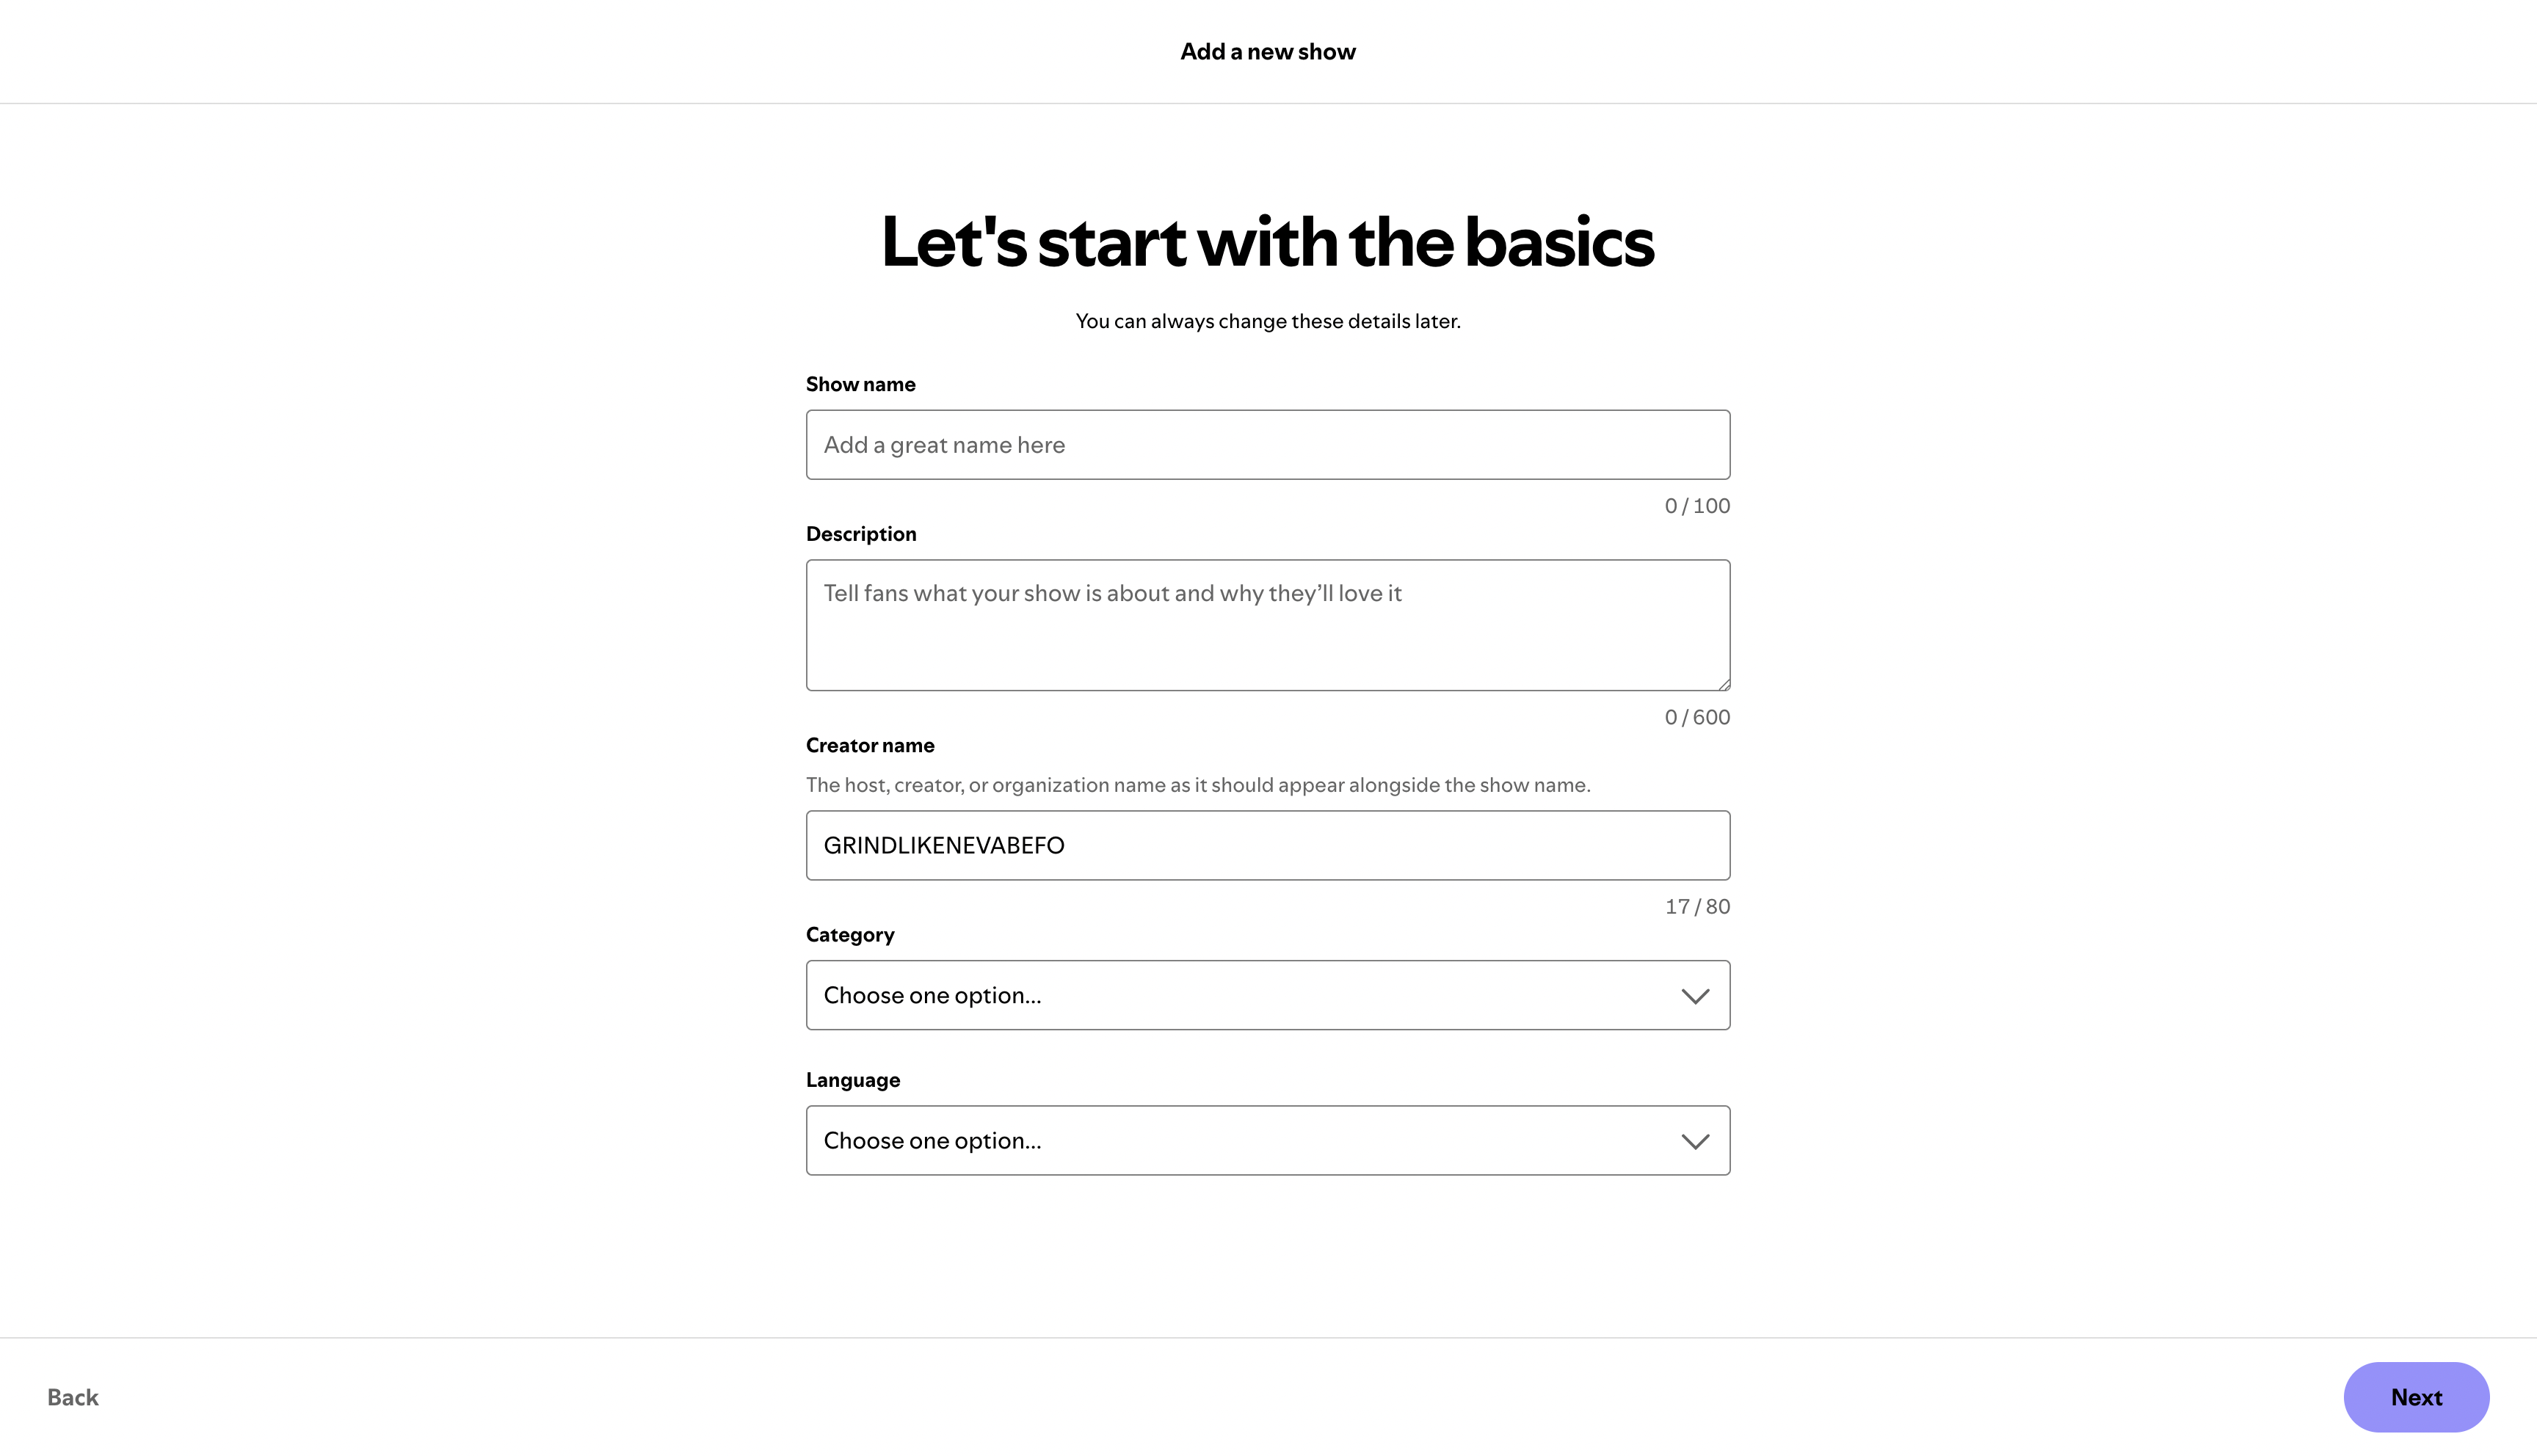 Add a new show
Let's start with the basics
You can always change these details later.
Show name
Add a great name here
0 / 100
Description
Tell fans what your show is about and why they’ll love it
0 / 600
Creator name
The host, creator, or organization name as it should appear alongside the show name.
GRINDLIKENEVABEFO
17 / 80
Category
Choose one option...
Language
Choose one option...
Back
Next